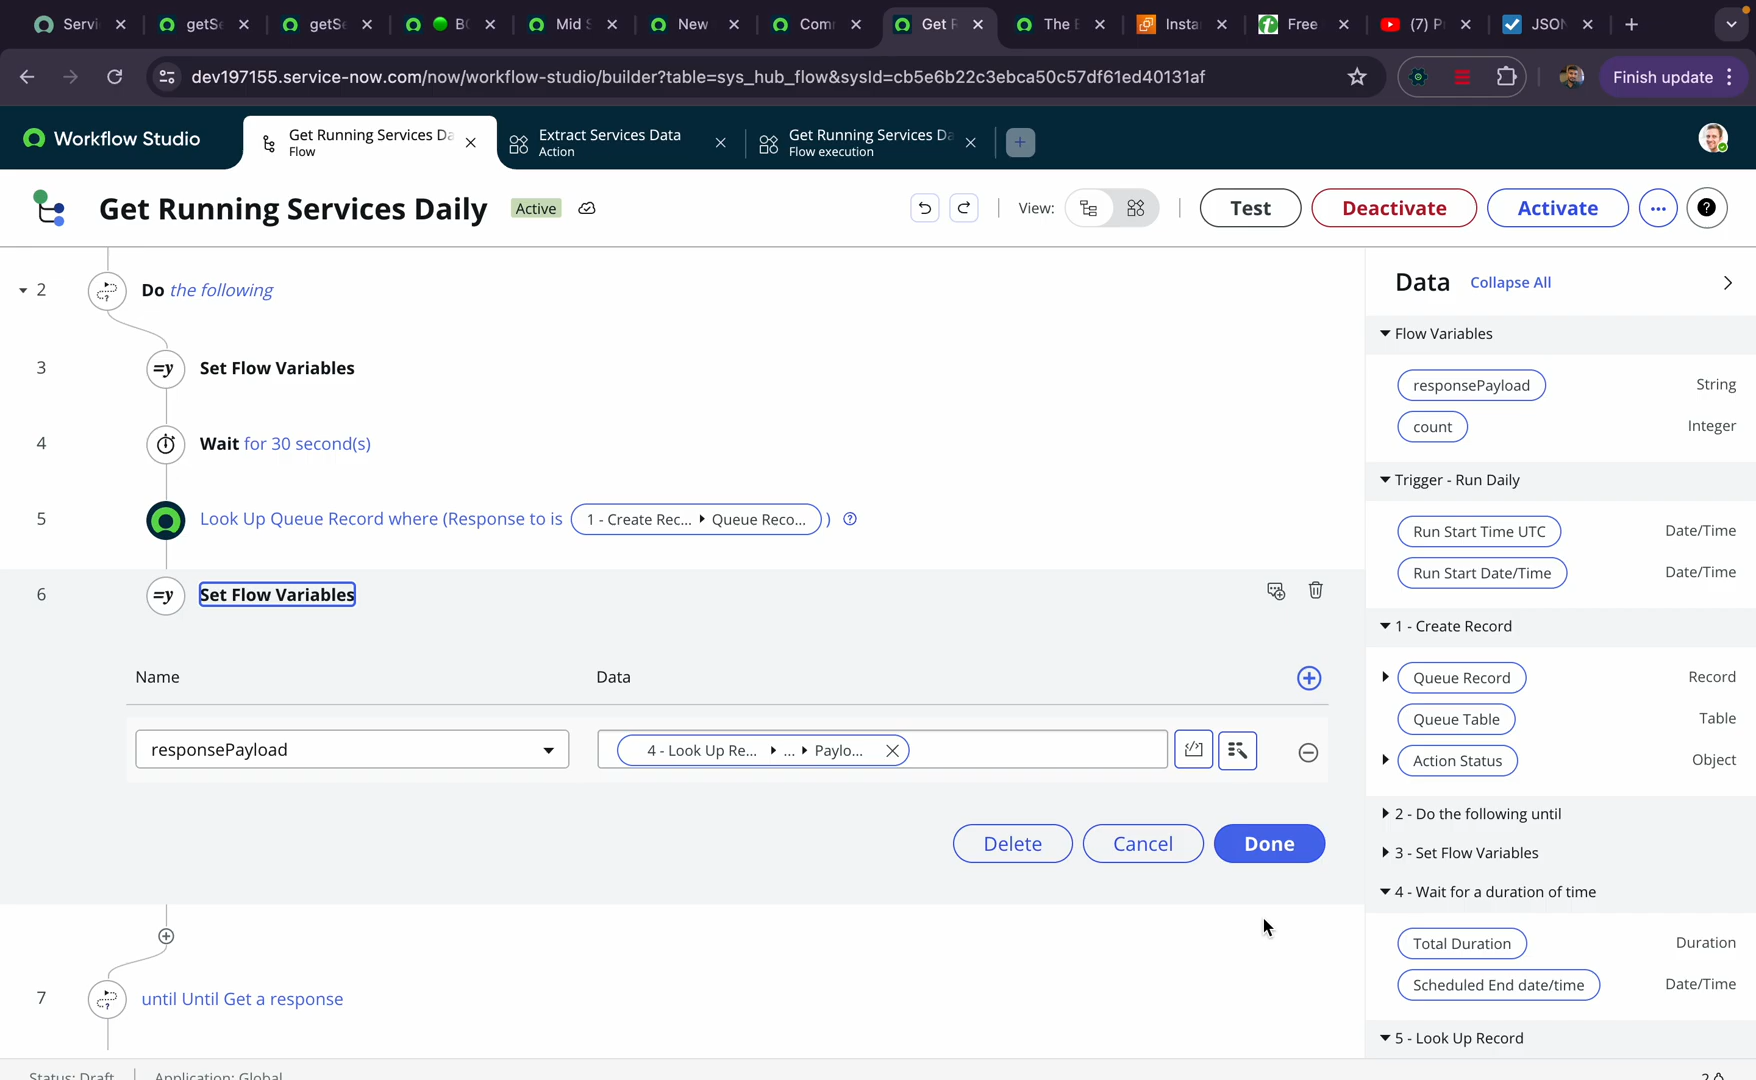 Servi
getS
getS
BC
Mid S
New
Comm
Get R
The E
Insta
Free
(7) P
JSON
dev197155.service-now.com/now/workflow-studio/builder?table=sys_hub_flow&sysId=cb5e6b22c3ebca50c57df61ed40131af
Finish update
Workflow Studio
Get Running Services Da
Flow
Extract Services Data
Action
Get Running Services Da
Flow execution
Get Running Services Daily
Active
View:
Test
Deactivate
Activate
2
Do the following
3
Set Flow Variables
4
Wait for 30 second(s)
5
Look Up Queue Record where (Response to is 1 - Create Rec... Queue Reco... )
6
Set Flow Variables
Name
Data
responsePayload
4 - Look Up Re... ... Paylo...
Delete
Cancel
Done
7
until Until Get a response
Data
Collapse All
Flow Variables
responsePayload String
count Integer
Trigger - Run Daily
Run Start Time UTC Date/Time
Run Start Date/Time Date/Time
1 - Create Record
Queue Record Record
Queue Table Table
Action Status Object
2 - Do the following until
3 - Set Flow Variables
4 - Wait for a duration of time
Total Duration Duration
Scheduled End date/time Date/Time
5 - Look Up Record
Status: Draft
Application: Global